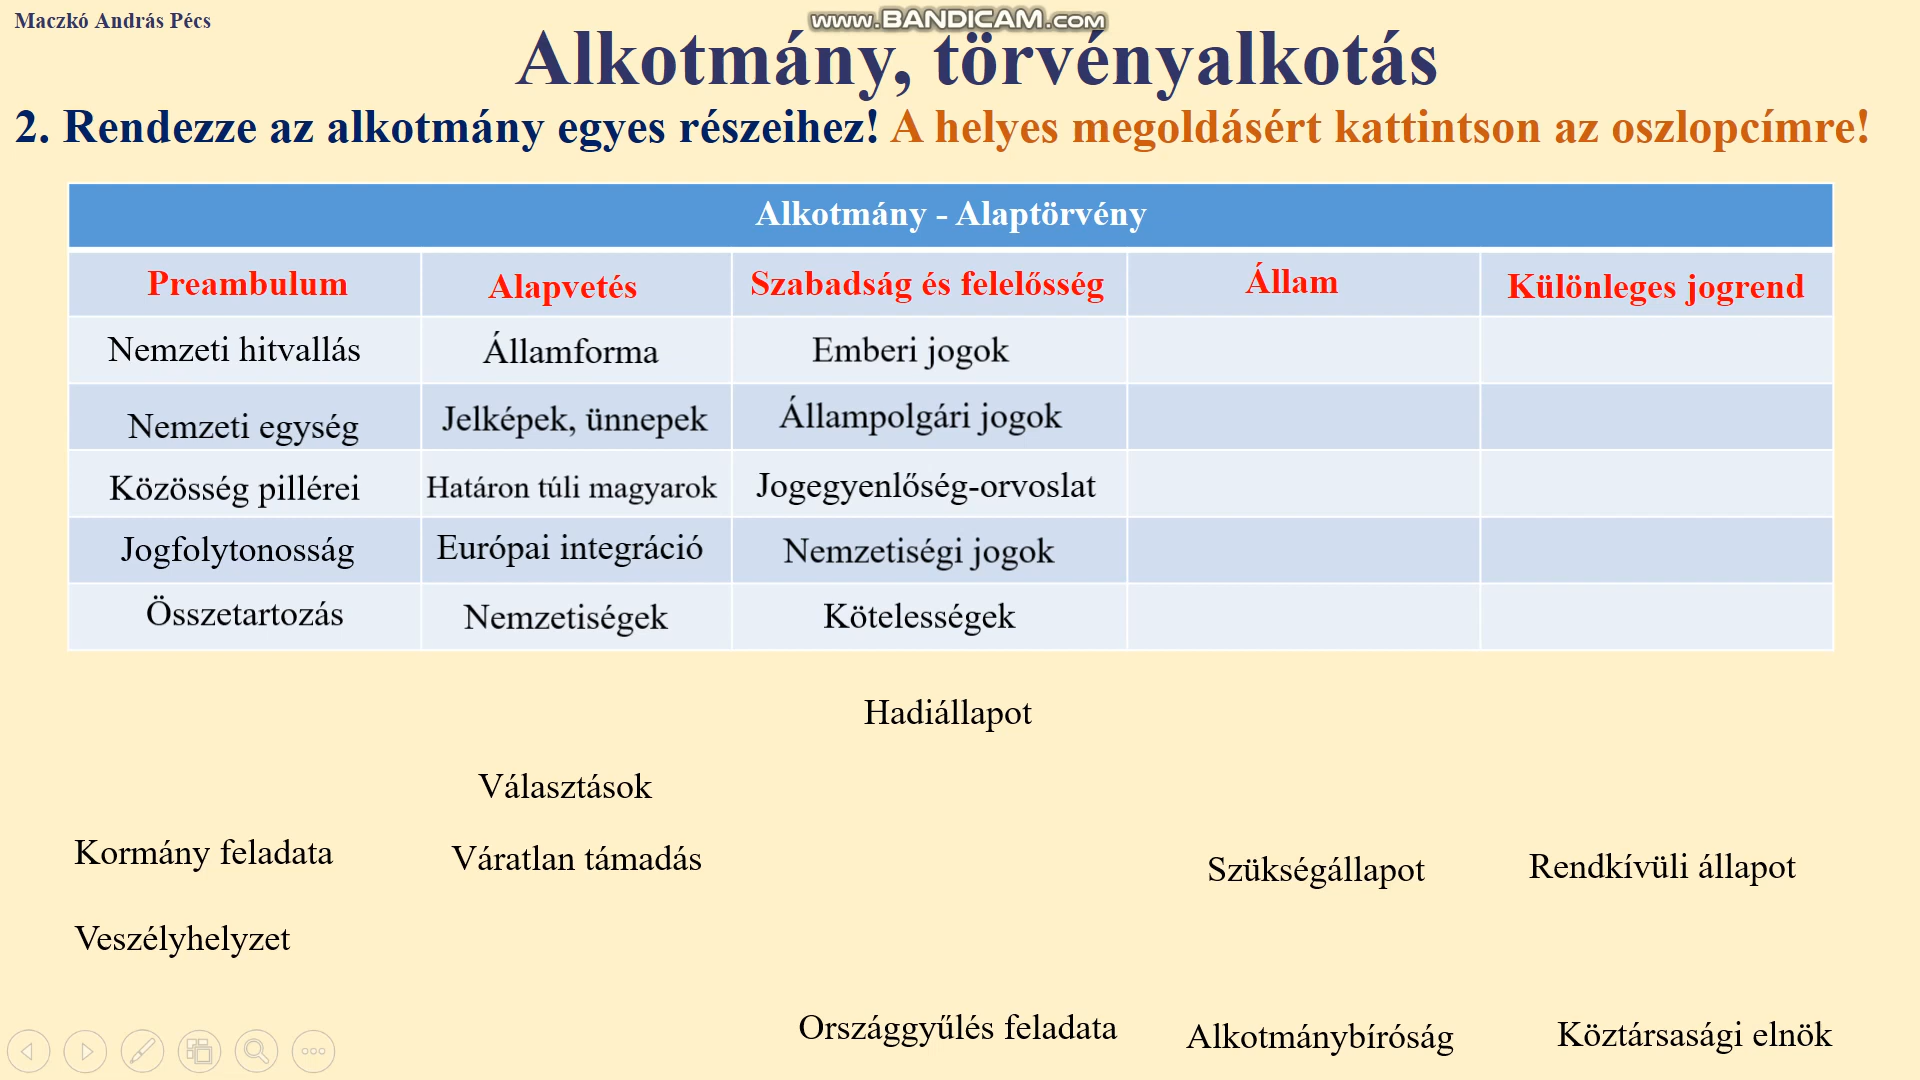 Maczkó András Pécs
www.BANDICAM.com
Alkotmány, törvényalkotás
2. Rendezze az alkotmány egyes részeihez! A helyes megoldásért kattintson az oszlopcímre!
Alkotmány - Alaptörvény
Preambulum Alapvetés Szabadság és felelősség Állam Különleges jogrend
Nemzeti hitvallás Államforma Emberi jogok
Nemzeti egység Jelképek, ünnepek Állampolgári jogok
Közösség pillérei Határon túli magyarok Jogegyenlőség-orvoslat
Jogfolytonosság Európai integráció Nemzetiségi jogok
Összetartozás Nemzetiségek Kötelességek
Hadiállapot
Választások
Kormány feladata Váratlan támadás Szükségállapot Rendkívüli állapot
Veszélyhelyzet
Országgyűlés feladata Alkotmánybíróság Köztársasági elnök